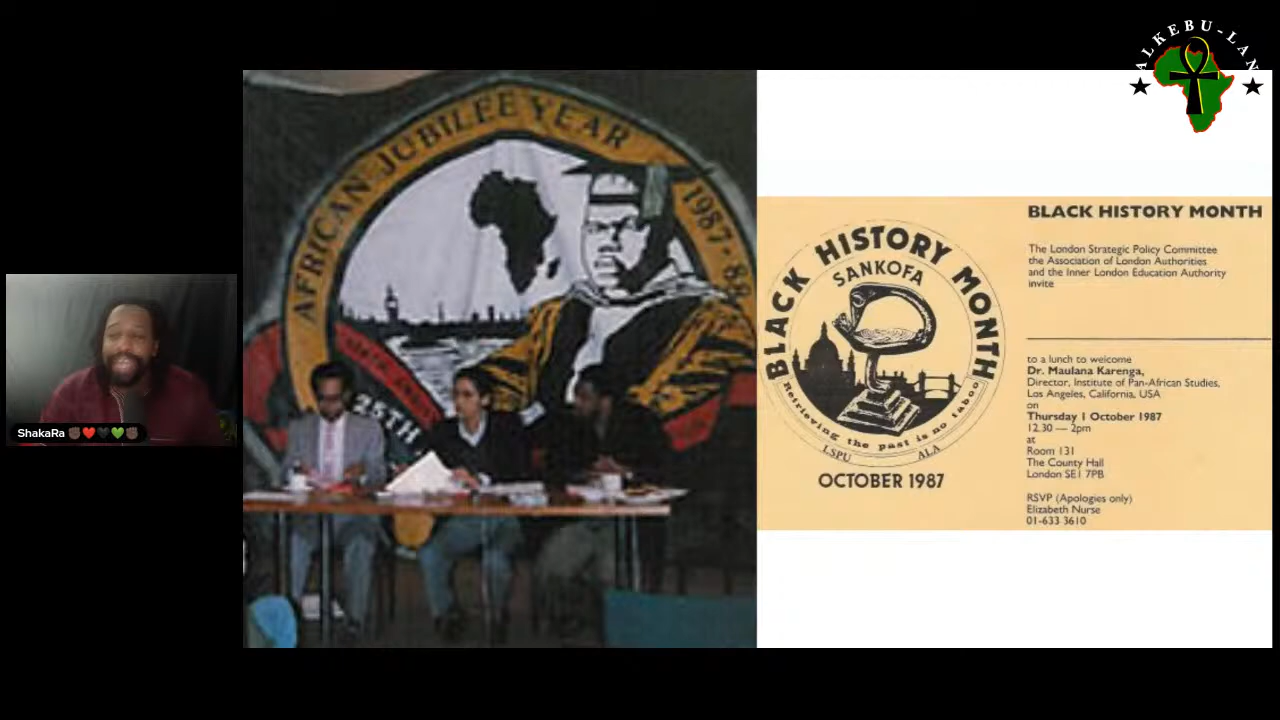 ALKEBU-LAN
AFRICAN JUBILEE YEAR
1987-88
25TH
BLACK HISTORY MONTH
SANKOFA
Retrieving the past is no taboo
LSPU ALA
OCTOBER 1987
BLACK HISTORY MONTH
The London Strategic Policy Committee
the Association of London Authorities
and the Inner London Education Authority
invite
to a lunch to welcome
Dr. Maulana Karenga,
Director, Institute of Pan-African Studies,
Los Angeles, California, USA
on
Thursday 1 October 1987
12.30 — 2pm
at
Room 131
The County Hall
London SE1 7PB
RSVP (Apologies only)
Elizabeth Nurse
01-633 3610
ShakaRa ✊🏾❤️🖤💚✊🏾